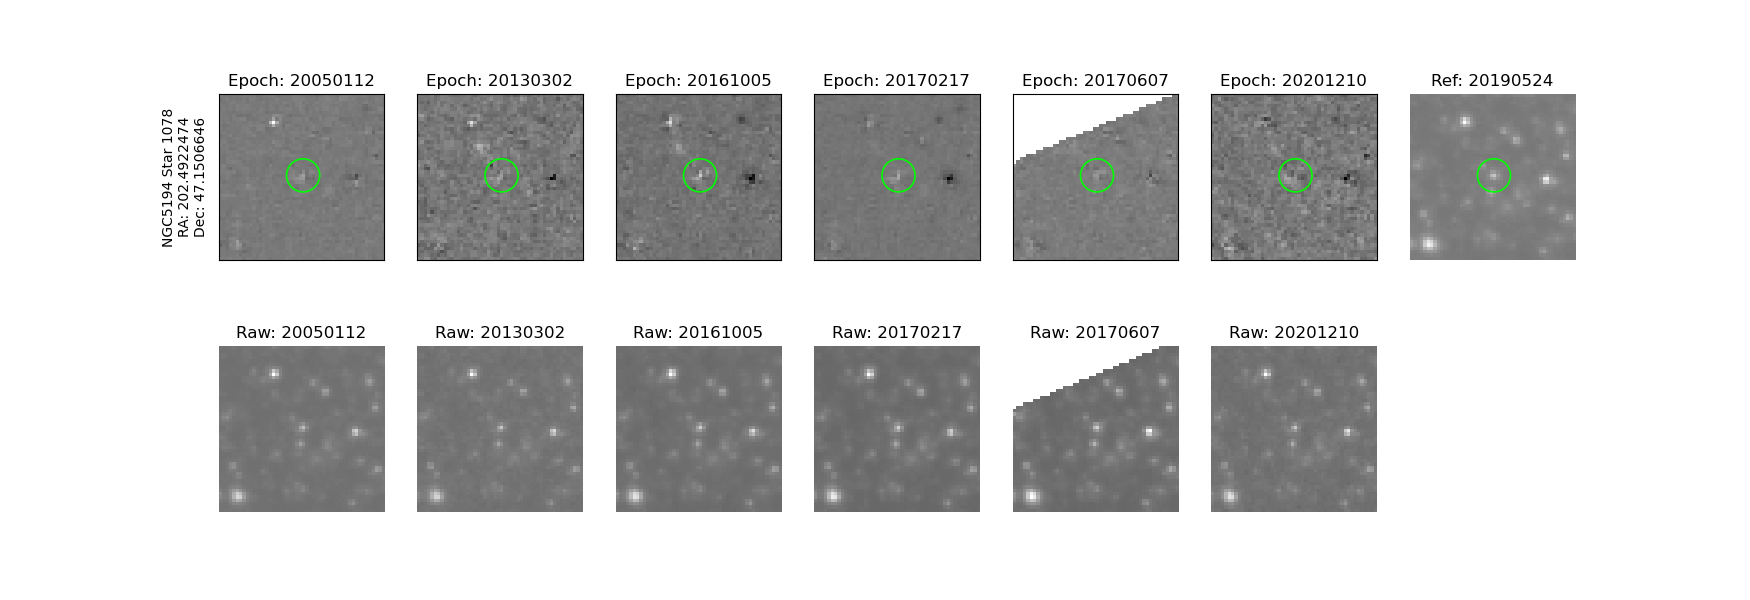 Epoch: 20050112
Epoch: 20130302
Epoch: 20161005
Epoch: 20170217
Epoch: 20170607
Epoch: 20201210
Ref: 20190524
NGC5194 Star 1078
RA: 202.4922474
Dec: 47.15066646
Raw: 20050112
Raw: 20130302
Raw: 20161005
Raw: 20170217
Raw: 20170607
Raw: 20201210